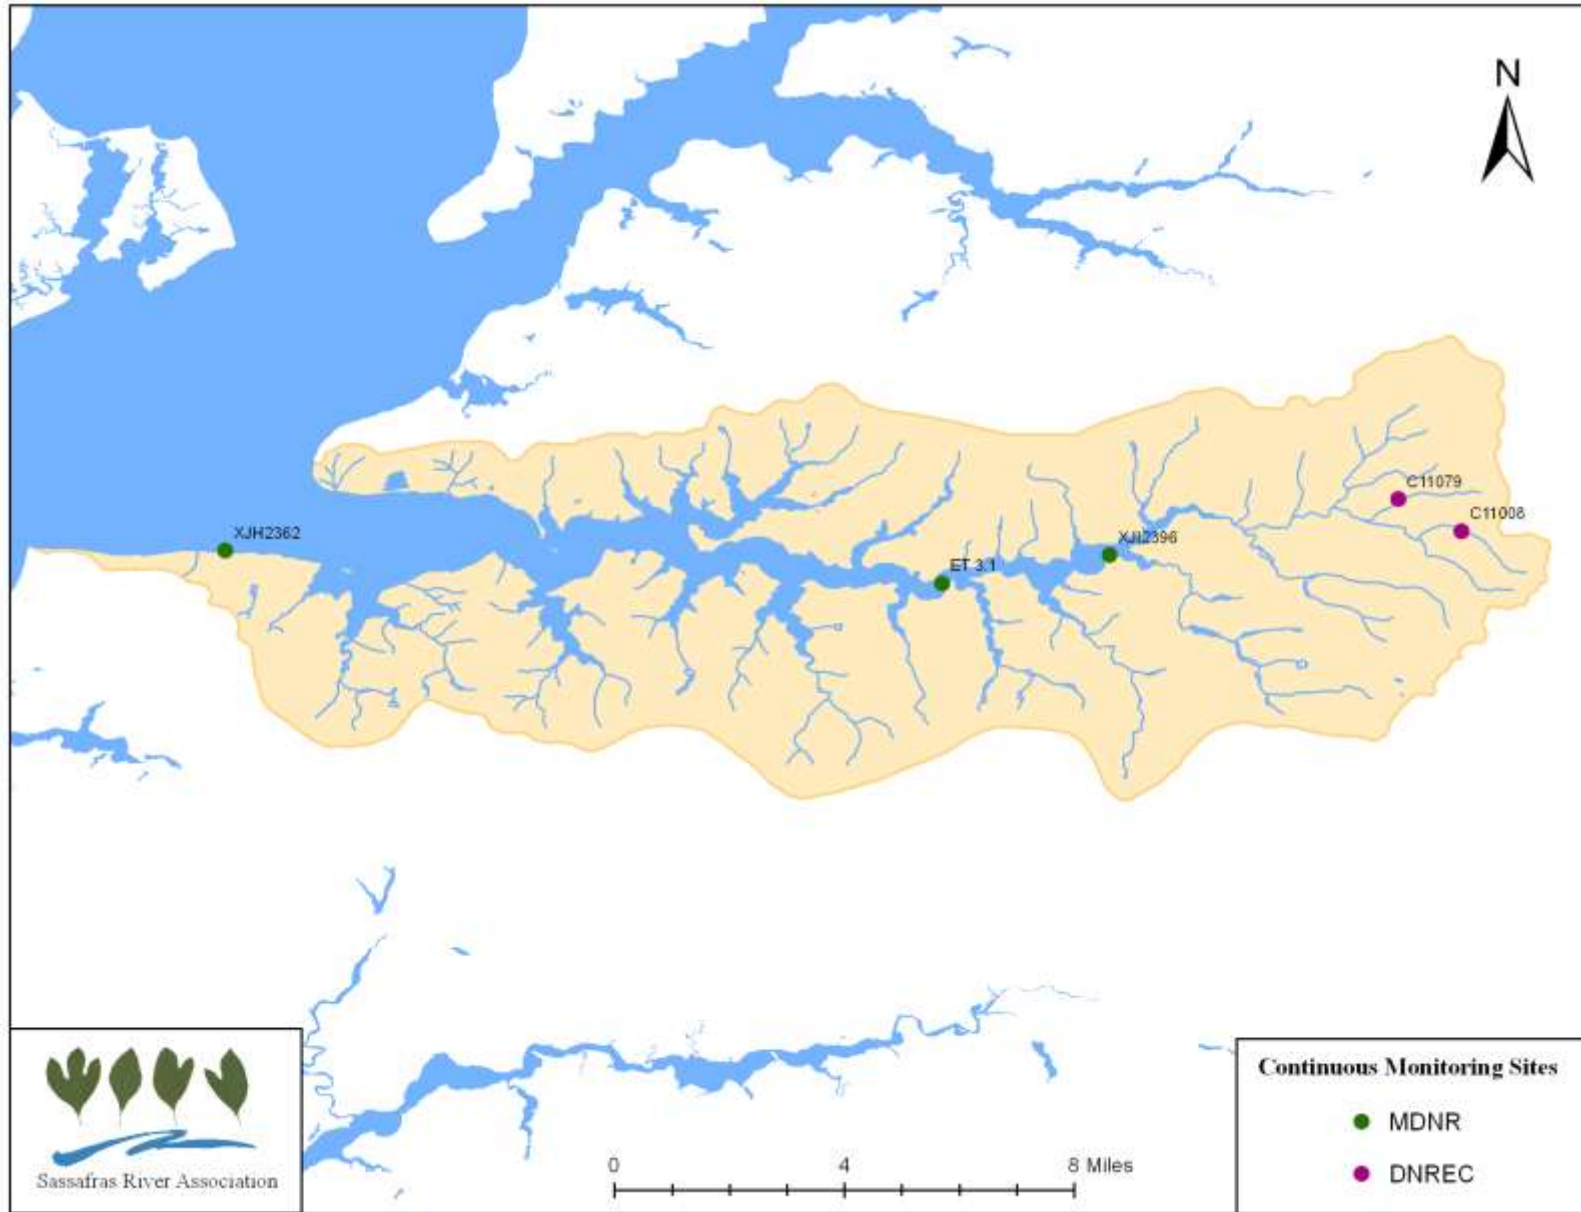 N
C11079
C11008
XJH2362
XJI2396
ET 3.1
Continuous Monitoring Sites
MDNR
DNREC
0 4 8 Miles
Sassafras River Association